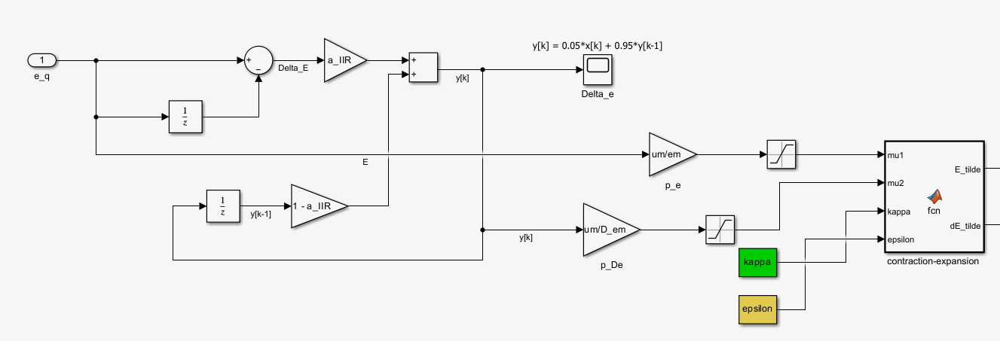 y[k] = 0.05*x[k] + 0.95*y[k-1]
1
e_q
+
−
Delta_E
a_IIR
+
+
y[k]
Delta_e
1
z
E
um/em
p_e
mu1
mu2
kappa
epsilon
E_tilde
dE_tilde
fcn
contraction-expansion
1
z
y[k-1]
1 - a_IIR
y[k]
um/D_em
p_De
kappa
epsilon